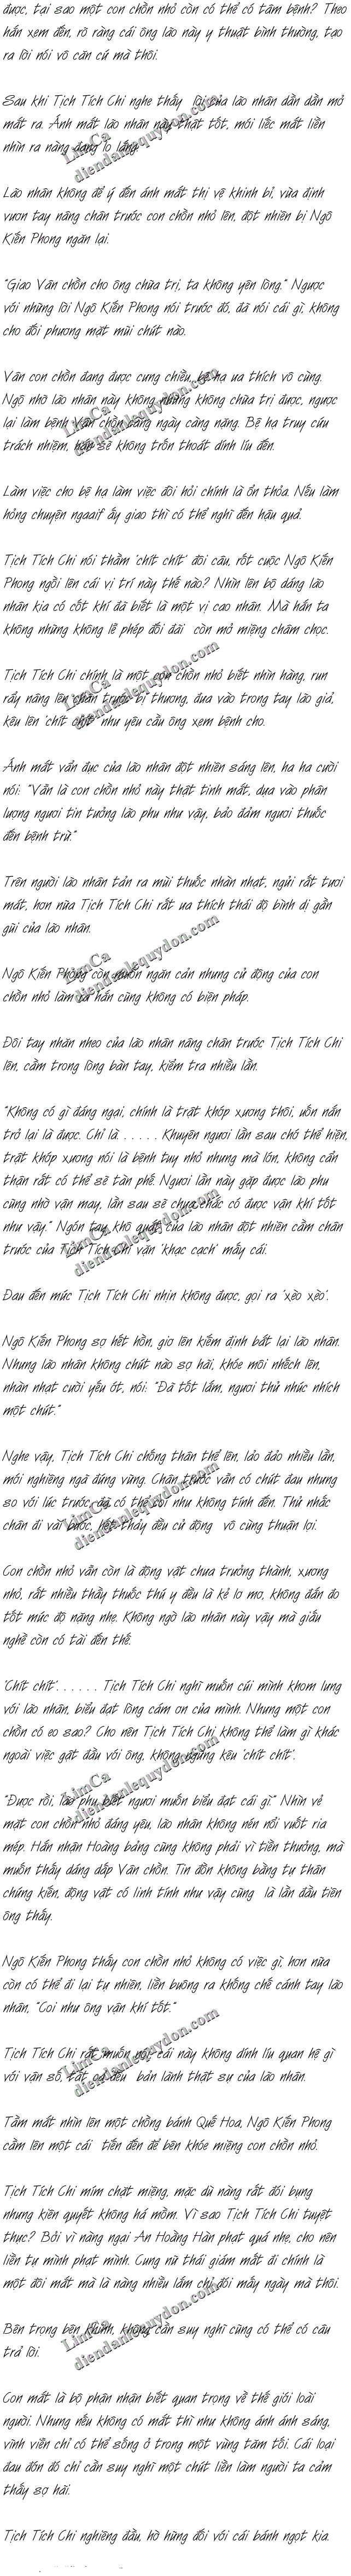 được, tại sao một con chồn nhỏ còn có thể có tâm bệnh? Theo
hắn xem đến, rõ ràng cái ông lão này y thuật bình thường, tạo
ra lời nói vô căn cứ mà thôi.
Sau khi Tịch Tích Chi nghe thấy lời của lão nhân dần dần mở
mắt ra. Ánh mắt lão nhân này thật tốt, mới liếc mắt liền
nhìn ra nàng đang lo lắng.
Lão nhân không để ý đến ánh mắt thị vệ khinh bỉ, vừa định
vươn tay nâng chân trước con chồn nhỏ lên, đột nhiên bị Ngô
Kiến Phong ngăn lại.
"Giao Vân chồn cho ông chữa trị, ta không yên lòng." Ngược
với những lời Ngô Kiến Phong nói trước đó, đã nói cái gì, không
cho đối phương mặt mũi chút nào.
Vân con chồn đang được cưng chiều, bệ hạ ưa thích vô cùng.
Ngô nhỡ lão nhân này không những không chữa trị được, ngược
lại làm bệnh Vân chồn càng ngày càng nặng. Bệ hạ truy cứu
trách nhiệm, hắn sẽ không trốn thoát dính líu đến.
Làm việc cho bệ hạ làm việc đòi hỏi chính là ổn thỏa. Nếu làm
hỏng chuyện ngaaif ấy giao thì có thể nghĩ đến hậu quả.
Tịch Tích Chi nói thầm 'chít chít' đôi câu, rốt cuộc Ngô Kiến
Phong ngồi lên cái vị trí này thế nào? Nhìn lên bộ dáng lão
nhân kia có cốt khí đã biết là một vị cao nhân. Mà hắn ta
không những không lễ phép đối đãi còn mở miệng châm chọc.
Tịch Tích Chi chính là một con chồn nhỏ biết nhìn hàng, run
rẩy nâng lên chân trước bị thương, đưa vào trong tay lão giả,
kêu lên 'chít chít' như yêu cầu ông xem bệnh cho.
Ánh mắt vẩn đục của lão nhân đột nhiên sáng lên, ha ha cười
nói: "Vẫn là con chồn nhỏ này thật tinh mắt, dựa vào phân
lượng ngươi tin tưởng lão phu như vậy, bảo đảm ngươi thuốc
đến bệnh trừ."
Trên người lão nhân tản ra mùi thuốc nhàn nhạt, ngửi rất tươi
mát, hơn nữa Tịch Tích Chi rất ưa thích thái độ bình dị gần
gũi của lão nhân.
Ngô Kiến Phong còn muốn ngăn cản nhưng cử động của con
chồn nhỏ làm ra hắn cũng không có biện pháp.
Đôi tay nhăn nheo của lão nhân nâng chân trước Tịch Tích Chi
lên, cầm trong lòng bàn tay, kiểm tra nhiều lần.
"Không có gì đáng ngại, chính là trật khớp xương thôi, uốn nắn
trở lại là được. Chỉ là. . . . . . Khuyên ngươi lần sau chớ thể hiện,
trật khớp xương nói là bệnh tuy nhỏ nhưng mà lớn, không cẩn
thận rất có thể sẽ tàn phế. Ngươi lần này gặp được lão phu
cũng nhờ vận may, lần sau sẽ chưa chắc có được vận khí tốt
như vậy." Ngón tay khô quắt của lão nhân đột nhiên cầm chân
trước của Tịch Tích Chi vặn 'khạc cạch' mấy cái.
Đau đến mức Tịch Tích Chi nhịn không được, gọi ra 'xèo xèo'.
Ngô Kiến Phong sợ hết hồn, giơ lên kiếm định bắt lại lão nhân.
Nhưng lão nhân không chút nào sợ hãi, khóe môi nhếch lên,
nhàn nhạt cười yếu ớt, nói: "Đã tốt lắm, ngươi thử nhúc nhích
một chút."
Nghe vậy, Tịch Tích Chi chống thân thể lên, lảo đảo nhiều lần,
mới nghiêng ngả đứng vững. Chân trước vẫn có chút đau nhưng
so với lúc trước, đã có thể coi như không tính đến. Thử nhấc
chân đi vài bước, hết thảy đều cử động vô cùng thuận lợi.
Con chồn nhỏ vẫn còn là động vật chưa trưởng thành, xương
nhỏ, rất nhiều thầy thuốc thú y đều là kẻ lơ mơ, không đắn đo
tốt mức độ nặng nhẹ. Không ngờ lão nhân này vậy mà giấu
nghề còn có tài đến thế.
'Chít chít'. . . . . . Tịch Tích Chi nghĩ muốn cúi mình khom lưng
với lão nhân, biểu đạt lòng cám ơn của mình. Nhưng một con
chồn có eo sao? Cho nên Tịch Tích Chi không thể làm gì khác
ngoài việc gật đầu với ông, không ngừng kêu 'chít chít'.
"Được rồi, lão phu biết ngươi muốn biểu đạt cái gì." Nhìn vẻ
mặt con chồn nhỏ đáng yêu, lão nhân không nén nổi vuốt ria
mép. Hắn nhận Hoàng bảng cũng không phải vì tiền thưởng, mà
muốn thấy dáng dấp Vân chồn. Tin đồn không bằng tự thân
chứng kiến, động vật có linh tính như vậy cũng là lần đầu tiên
ông thấy.
Ngô Kiến Phong thấy con chồn nhỏ không có việc gì, hơn nữa
còn có thể đi lại tự nhiên, liền buông ra khống chế cánh tay lão
nhân, "Coi như ông vận khí tốt."
Tịch Tích Chi rất muốn nói, cái này không dính líu quan hệ gì
với vận số, tất cả đều bản lành thật sự của lão nhân.
Tầm mắt nhìn lên một chồng bánh Quế Hoa, Ngô Kiến Phong
cầm lên một cái tiến đến để bên khóe miệng con chồn nhỏ.
Tịch Tích Chi mím chặt miệng, mặc dù nàng rất đói bụng
nhưng kiên quyết không há mồm. Vì sao Tịch Tích Chi tuyệt
thực? Bởi vì nàng ngại An Hoằng Hàn phạt quá nhẹ, cho nên
liền tự mình phạt mình. Cung nữ thái giám mất đi chính là
một đôi mắt mà là nàng nhiều lắm chỉ đói mấy ngày mà thôi.
Bên trọng bên khinh, không cần suy nghĩ cũng có thể có câu
trả lời.
Con mắt là bộ phận nhận biết quan trọng về thế giới loài
người. Nhưng nếu không có mắt thì như không ánh ánh sáng,
vĩnh viễn chỉ có thể sống ở trong một vùng tăm tối. Cái loại
đau đớn đó chỉ cần suy nghĩ một chút liền làm người ta cảm
thấy sợ hãi.
Tịch Tích Chi nghiêng đầu, hờ hững đối với cái bánh ngọt kia.